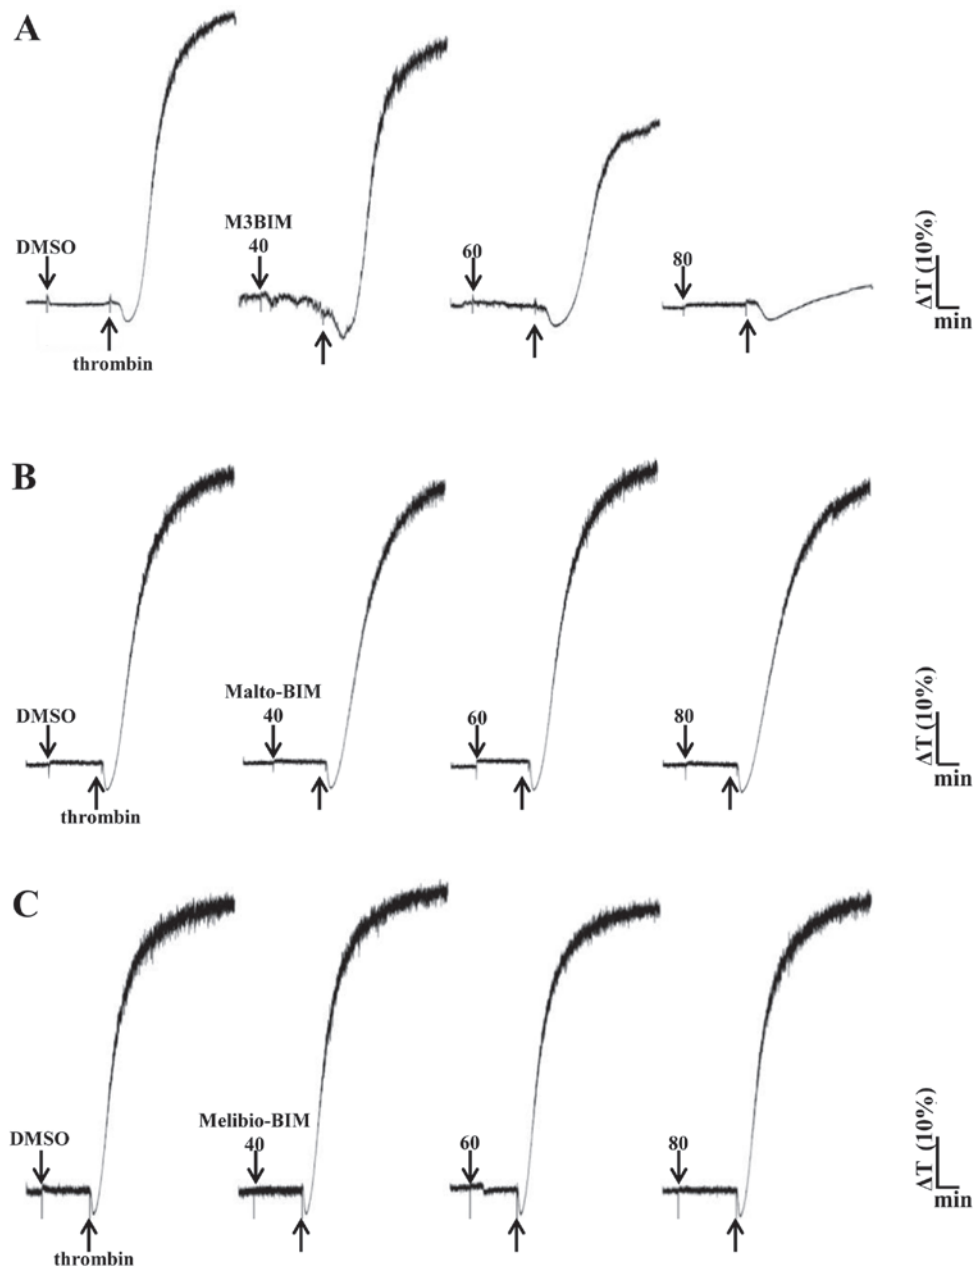 A
DMSO
M3BIM
40
60
80
thrombin
ΔT (10%)
min
B
DMSO
Malto-BIM
40
60
80
thrombin
ΔT (10%)
min
C
DMSO
Melibio-BIM
40
60
80
thrombin
ΔT (10%)
min